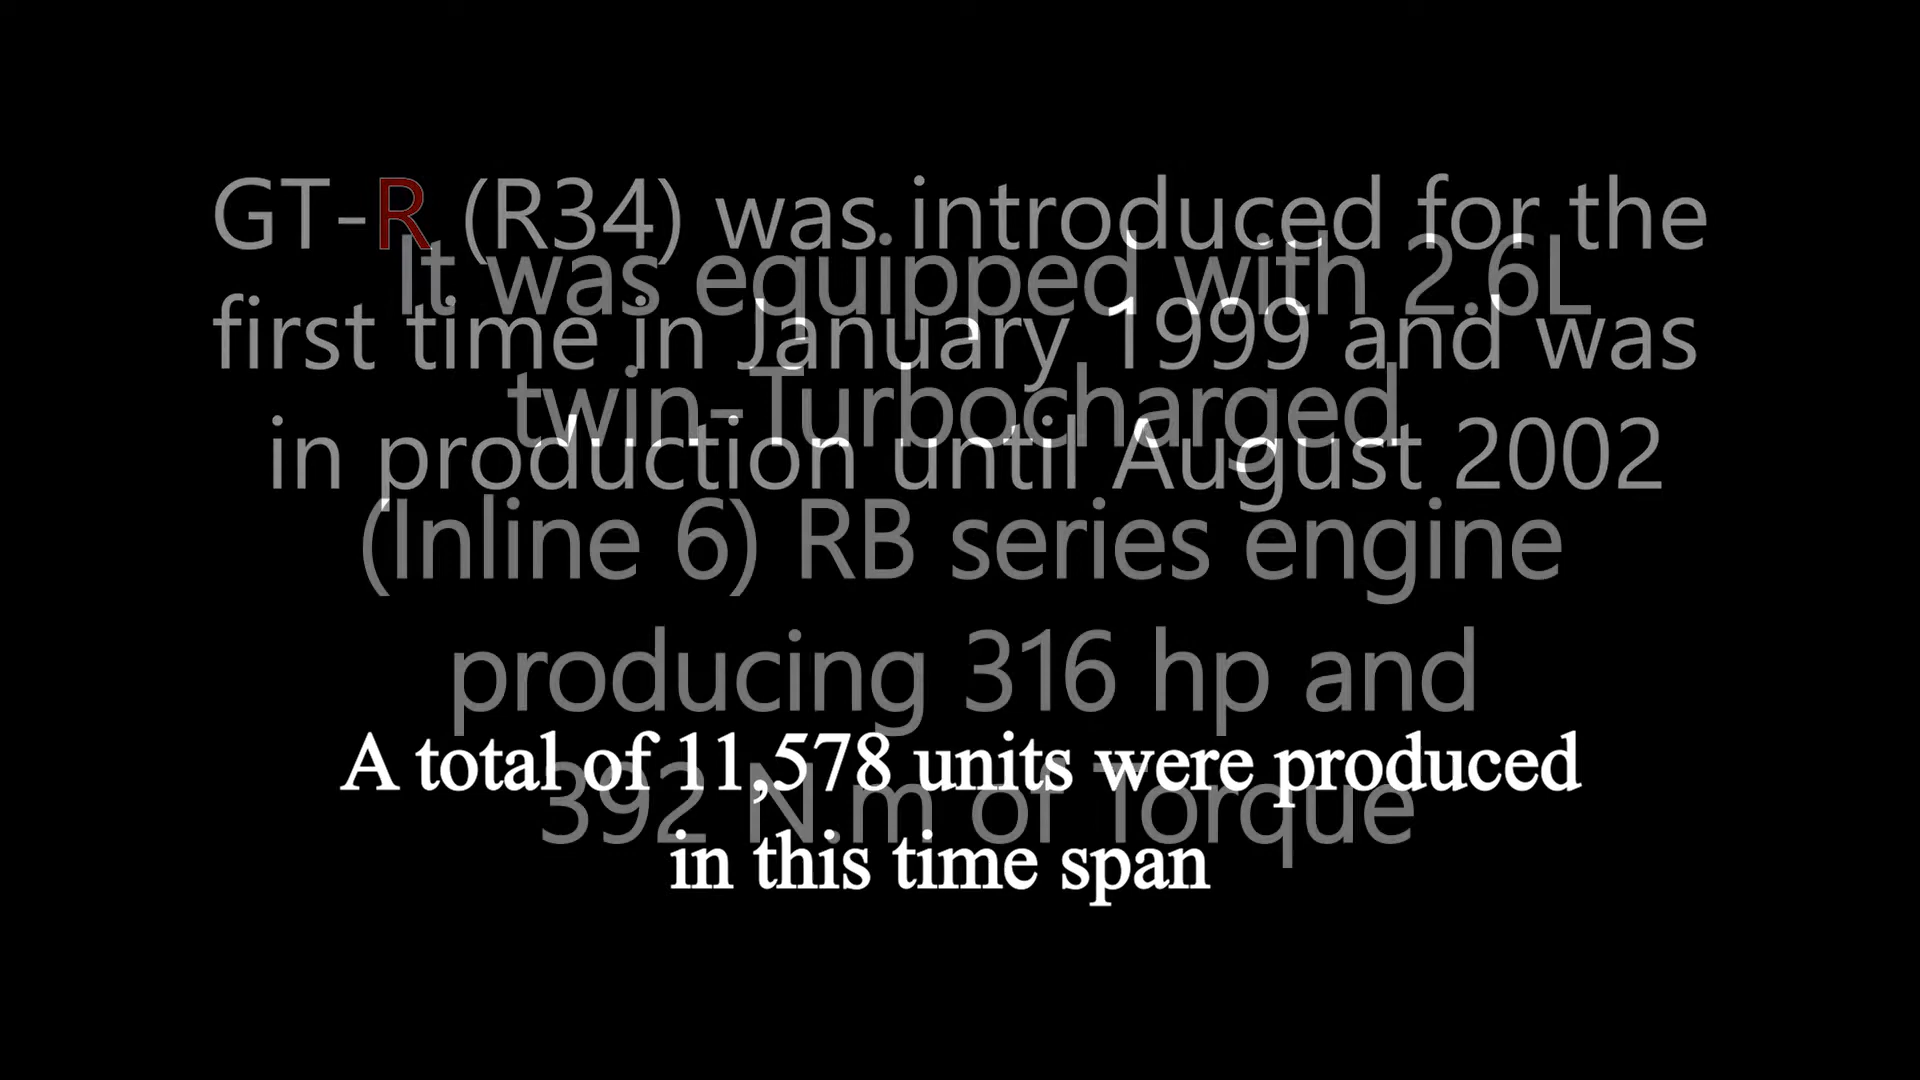 GT-R (R34) was introduced for the
first time in January 1999 and was
in production until August 2002
It was equipped with 2.6L
twin-Turbocharged
(Inline 6) RB series engine
producing 316 hp and
392 N.m of Torque
A total of 11,578 units were produced
in this time span